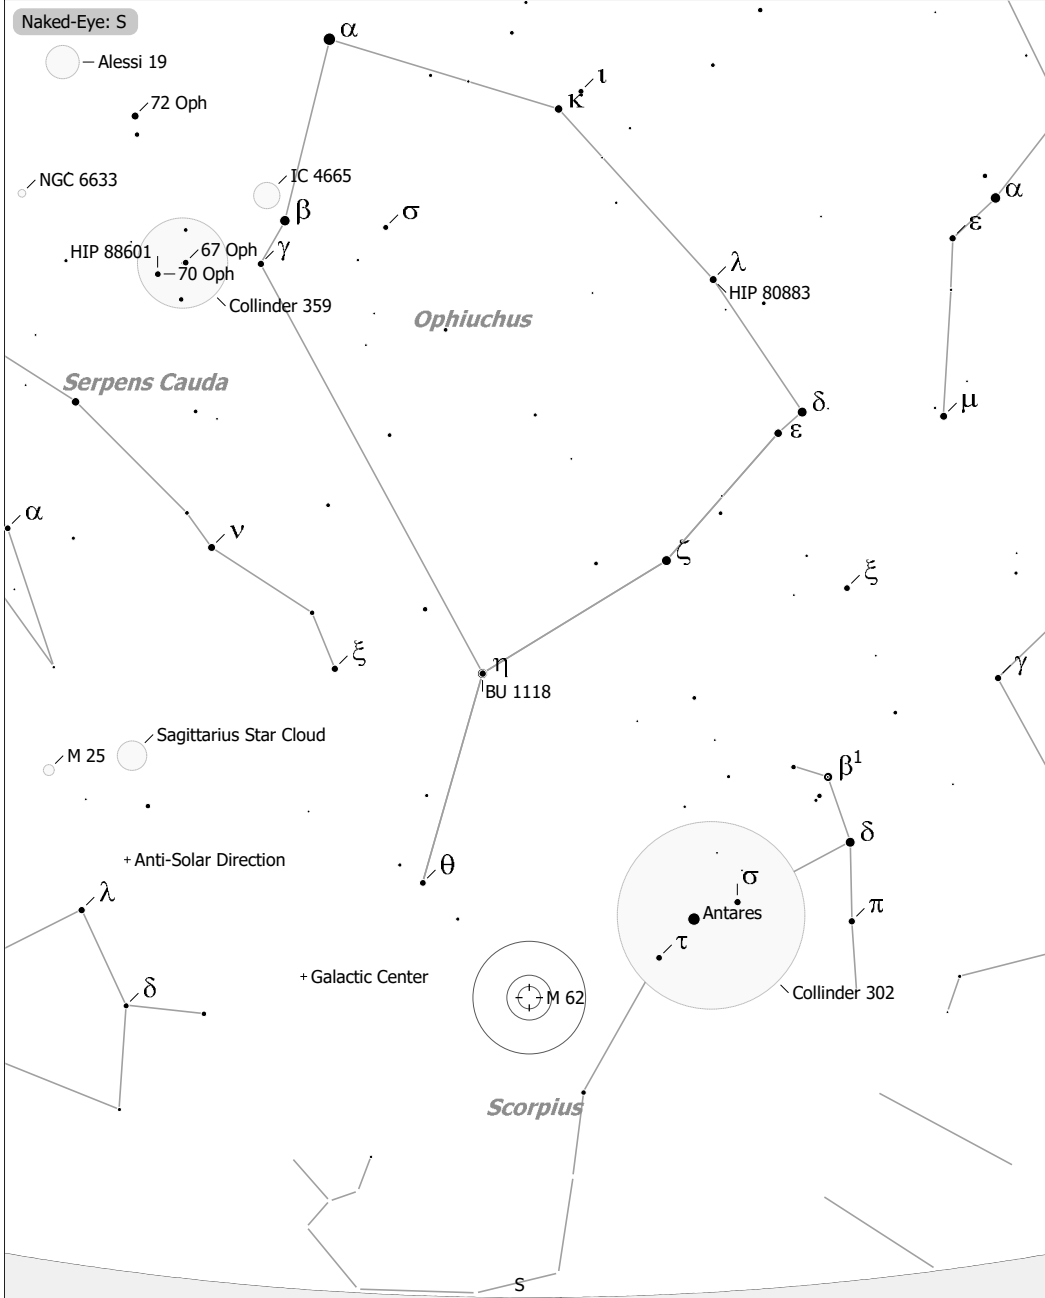 Naked-Eye: S
α
Alessi 19
ι
κ
72 Oph
IC 4665
NGC 6633
α
β
σ
ε
HIP 88601
67 Oph
γ
70 Oph
λ
HIP 80883
Collinder 359
Ophiuchus
Serpens Cauda
δ
μ
ε
α
ν
ζ
ξ
ξ
η
γ
BU 1118
Sagittarius Star Cloud
M 25
β1
δ
Anti-Solar Direction
θ
λ
σ
π
Antares
τ
Galactic Center
δ
M 62
Collinder 302
Scorpius
S